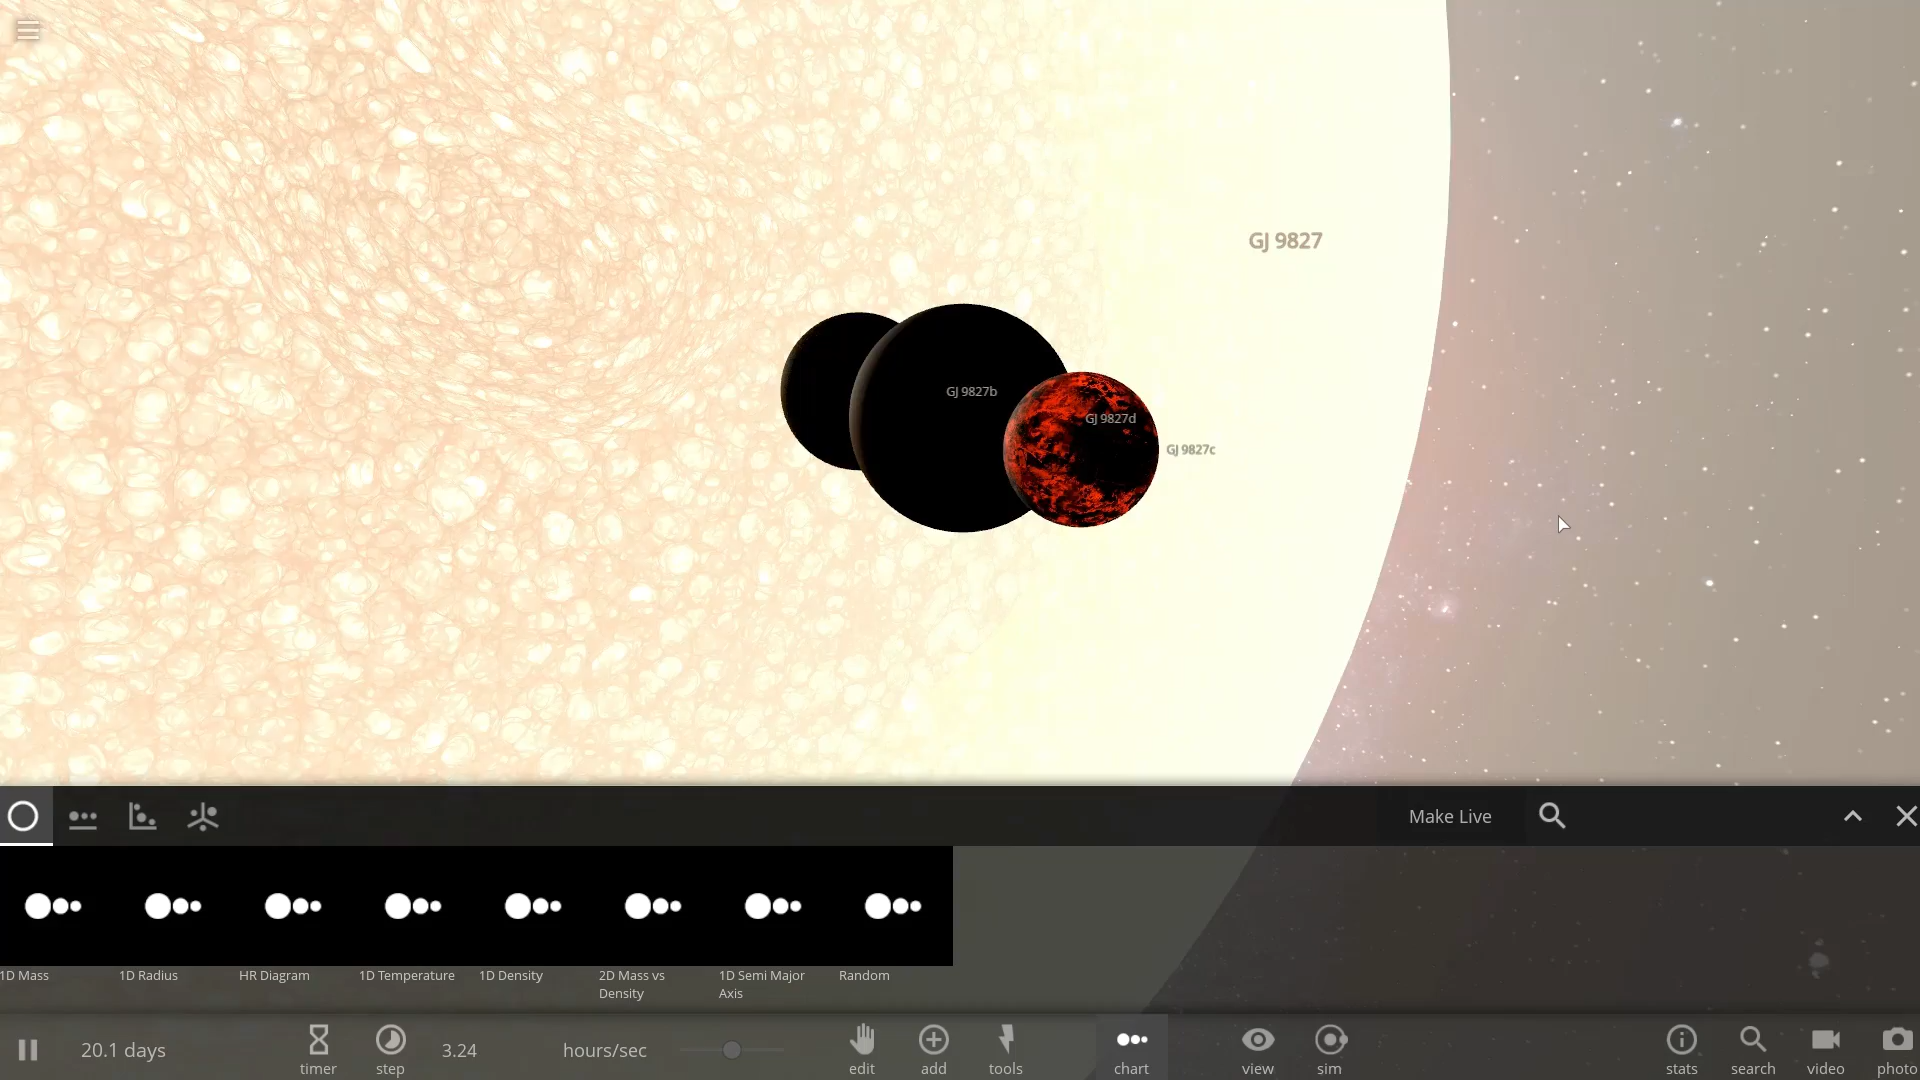 GJ 9827
GJ 9827b
GJ 9827d
GJ 9827c
Make Live
1D Mass
1D Radius
HR Diagram
1D Temperature
1D Density
2D Mass vs
Density
1D Semi Major
Axis
Random
20.1 days
timer
step
3.24
hours/sec
edit
add
tools
chart
view
sim
stats
search
video
photo